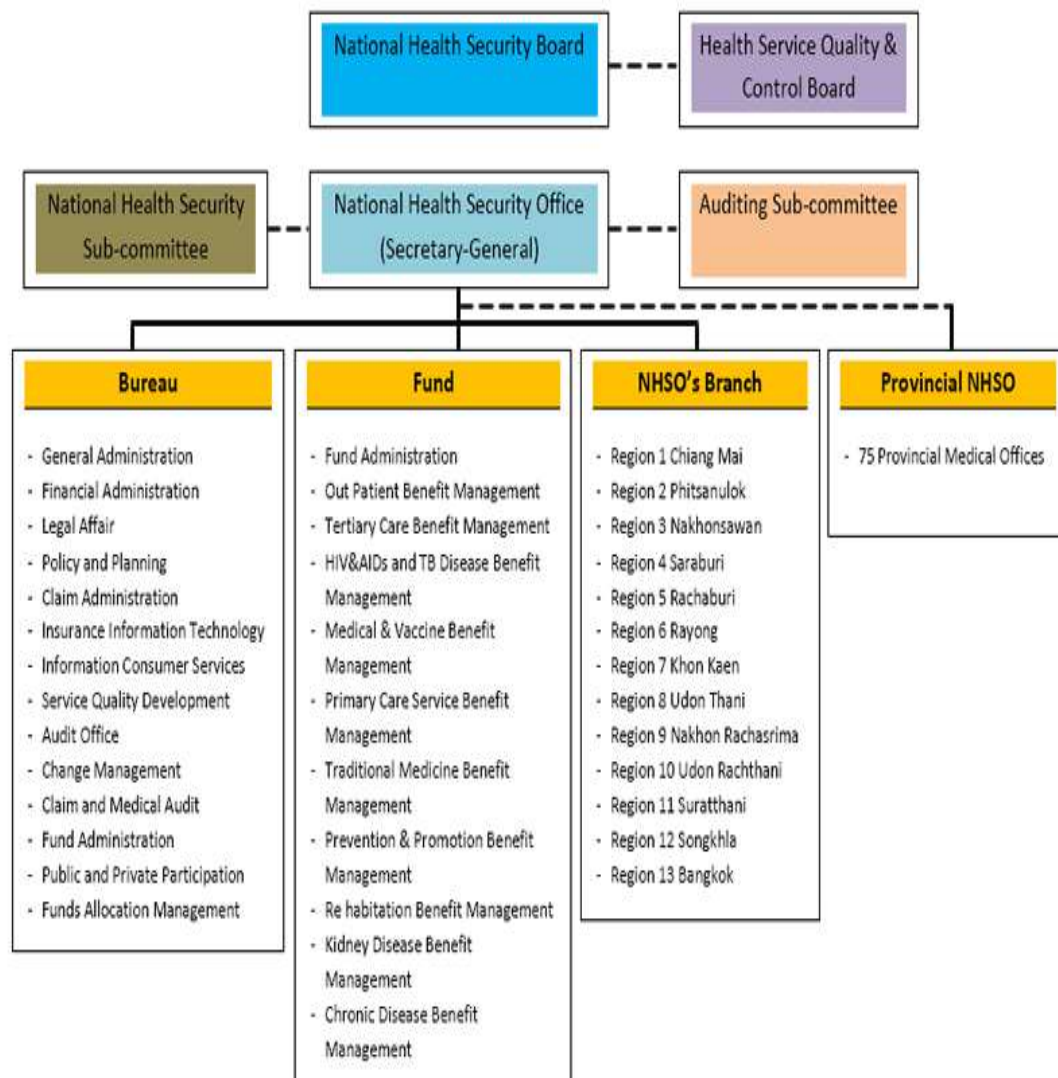 National Health Security Board
Health Service Quality &
Control Board
National Health Security
Sub-committee
National Health Security Office
(Secretary-General)
Auditing Sub-committee
Bureau
- General Administration
- Financial Administration
- Legal Affair
- Policy and Planning
- Claim Administration
- Insurance Information Technology
- Information Consumer Services
- Service Quality Development
- Audit Office
- Change Management
- Claim and Medical Audit
- Fund Administration
- Public and Private Participation
- Funds Allocation Management
Fund
- Fund Administration
- Out Patient Benefit Management
- Tertiary Care Benefit Management
- HIV&AIDs and TB Disease Benefit
Management
- Medical & Vaccine Benefit
Management
- Primary Care Service Benefit
Management
- Traditional Medicine Benefit
Management
- Prevention & Promotion Benefit
Management
- Re habitation Benefit Management
- Kidney Disease Benefit
Management
- Chronic Disease Benefit
Management
NHSO's Branch
- Region 1 Chiang Mai
- Region 2 Phitsanulok
- Region 3 Nakhonsawan
- Region 4 Saraburi
- Region 5 Rachaburi
- Region 6 Rayong
- Region 7 Khon Kaen
- Region 8 Udon Thani
- Region 9 Nakhon Rachasrima
- Region 10 Udon Rachthani
- Region 11 Suratthani
- Region 12 Songkhla
- Region 13 Bangkok
Provincial NHSO
- 75 Provincial Medical Offices